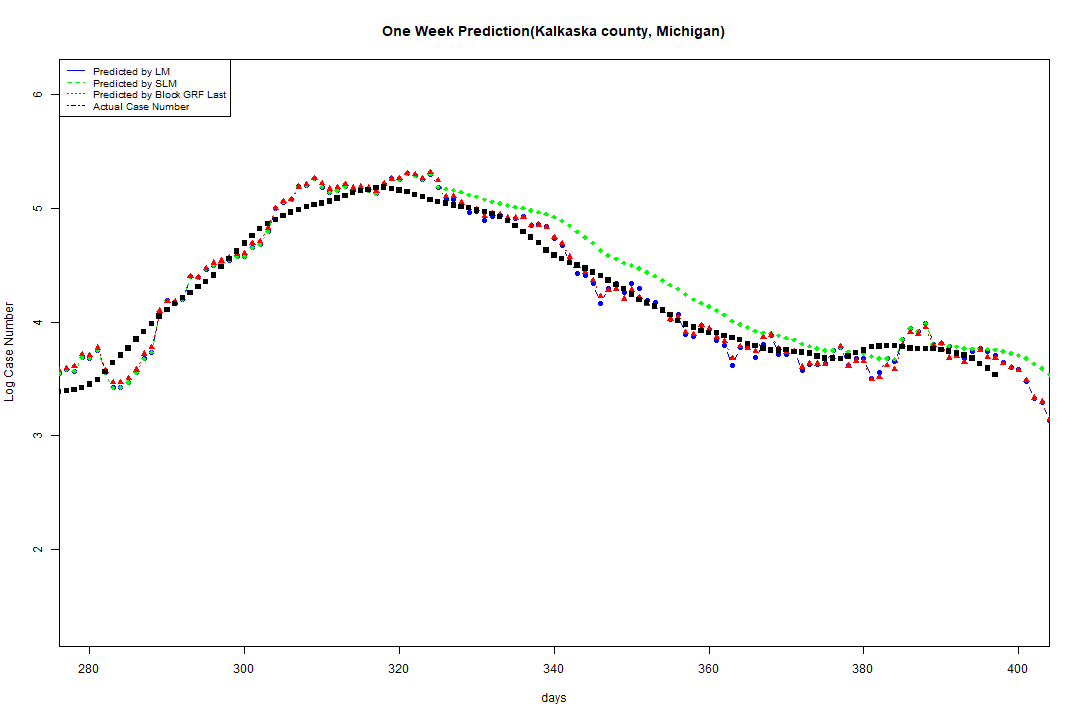 One Week Prediction(Kalkaska county, Michigan)
Predicted by LM
Predicted by SLM
Predicted by Block GRF Last
Actual Case Number
6
5
4
3
2
Log Case Number
280 300 320 340 360 380 400
days